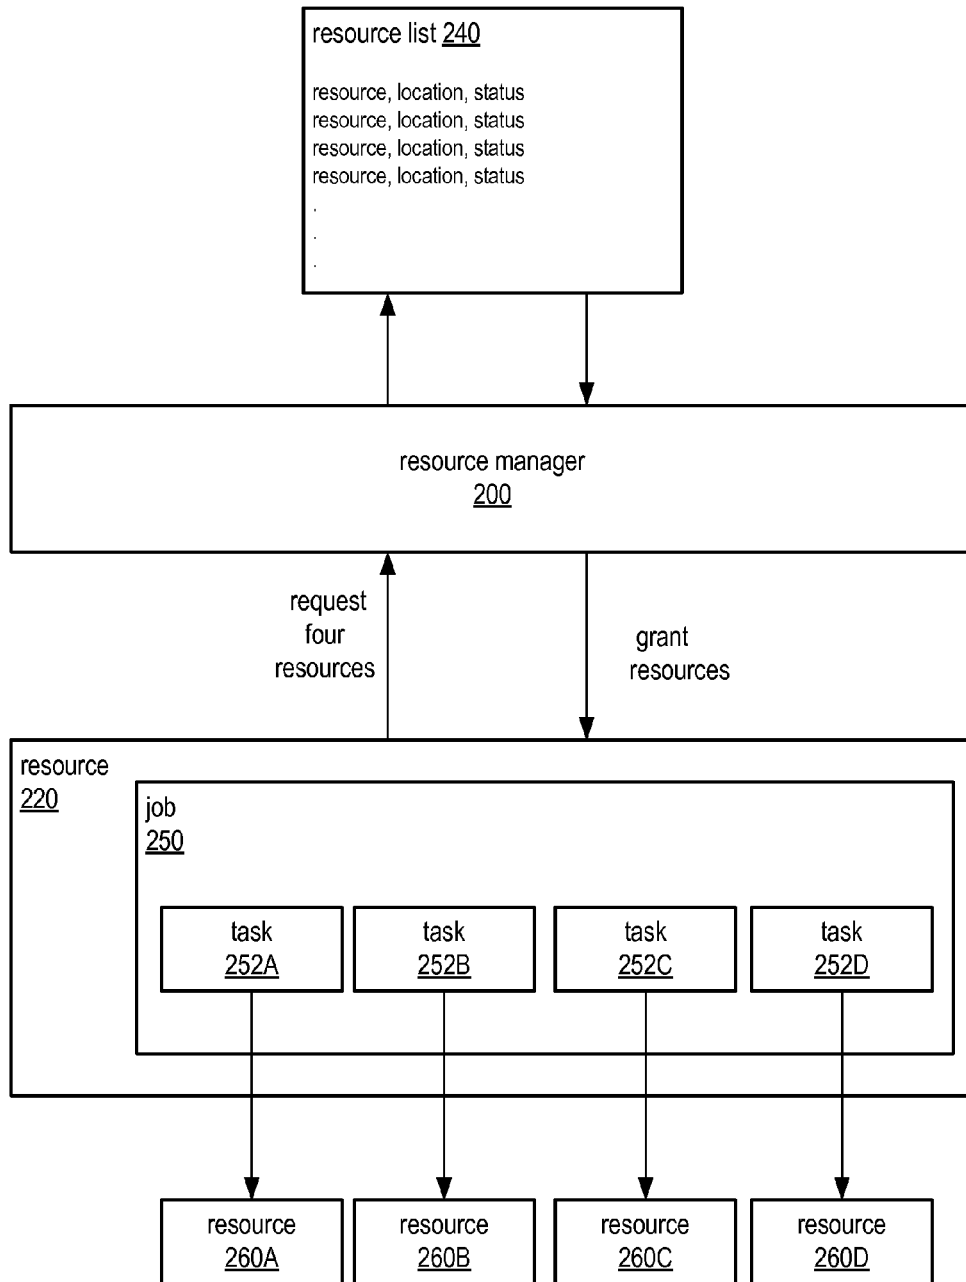 resource list 240
resource, location, status
resource, location, status
resource, location, status
resource, location, status
.
.
.
resource manager
200
request
four
resources
grant
resources
resource
220
job
250
task
252A
task
252B
task
252C
task
252D
resource
260A
resource
260B
resource
260C
resource
260D